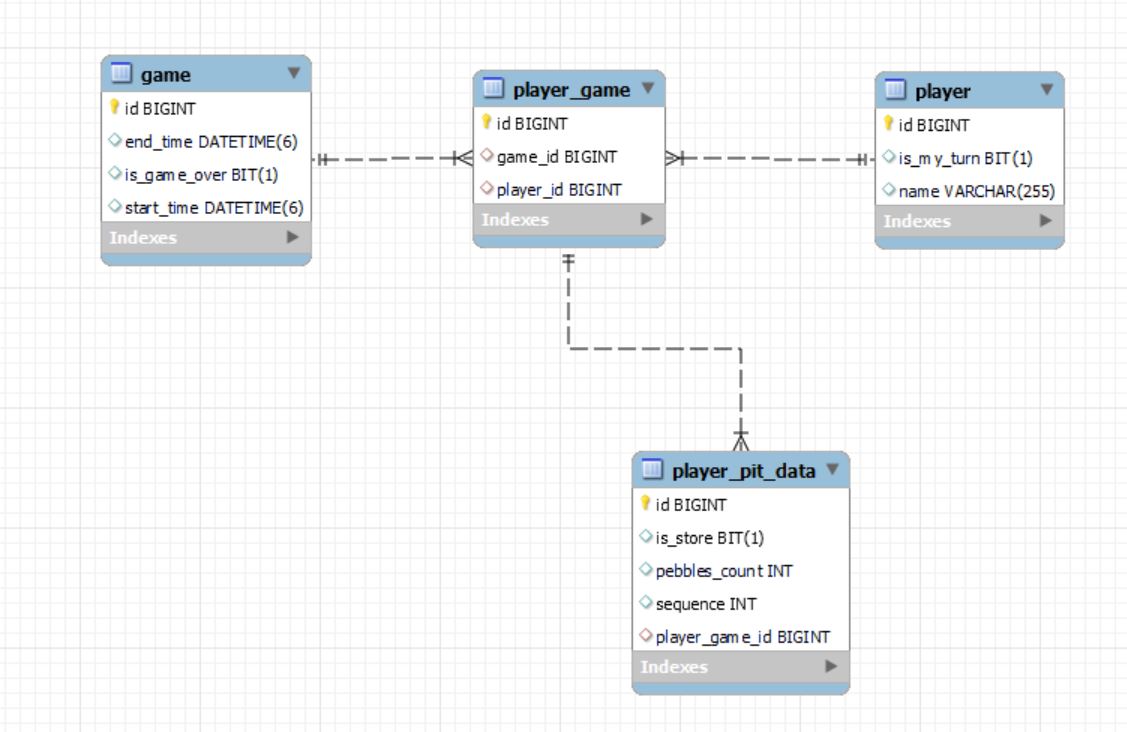 game
id BIGINT
end_time DATETIME(6)
is_game_over BIT(1)
start_time DATETIME(6)
Indexes
player_game
id BIGINT
game_id BIGINT
player_id BIGINT
Indexes
player
id BIGINT
is_my_turn BIT(1)
name VARCHAR(255)
Indexes
player_pit_data
id BIGINT
is_store BIT(1)
pebbles_count INT
sequence INT
player_game_id BIGINT
Indexes